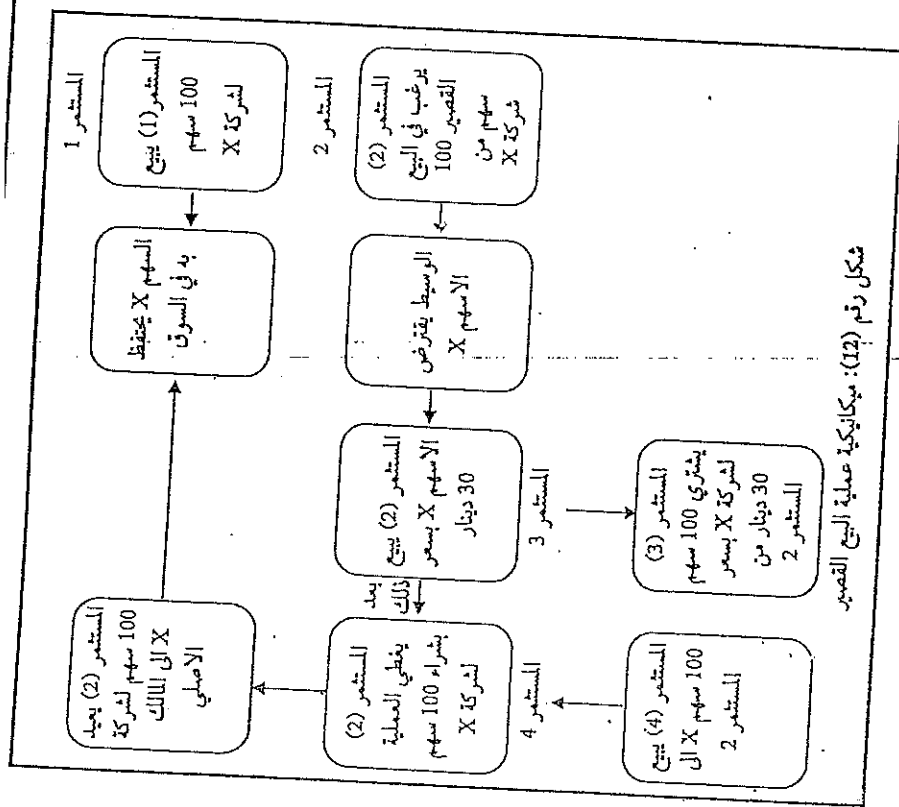 المستثمر 1
المستثمر (1) يبيع
100 سهم
لشركة X
السهم X يحتفظ
به في السوق
المستثمر 2
المستثمر (2)
يرغب في البيع
القصير 100
سهم من
شركة X
الوسيط يقترض
الاسهم X
المستثمر (2) يبيع
الاسهم X بسعر
30 دينار
بعد
ذلك
المستثمر (2)
يغطي العملية
بشراء 100 سهم
لشركة X
المستثمر (2) يعيد
100 سهم لشركة
X الى المالك
الاصلي
المستثمر 3
المستثمر (3)
يشتري 100 سهم
لشركة X بسعر
30 دينار من
المستثمر 2
المستثمر 4
المستثمر (4) يبيع
100 سهم X الى
المستثمر 2
شكل رقم (12): ميكانيكية عملية البيع القصير